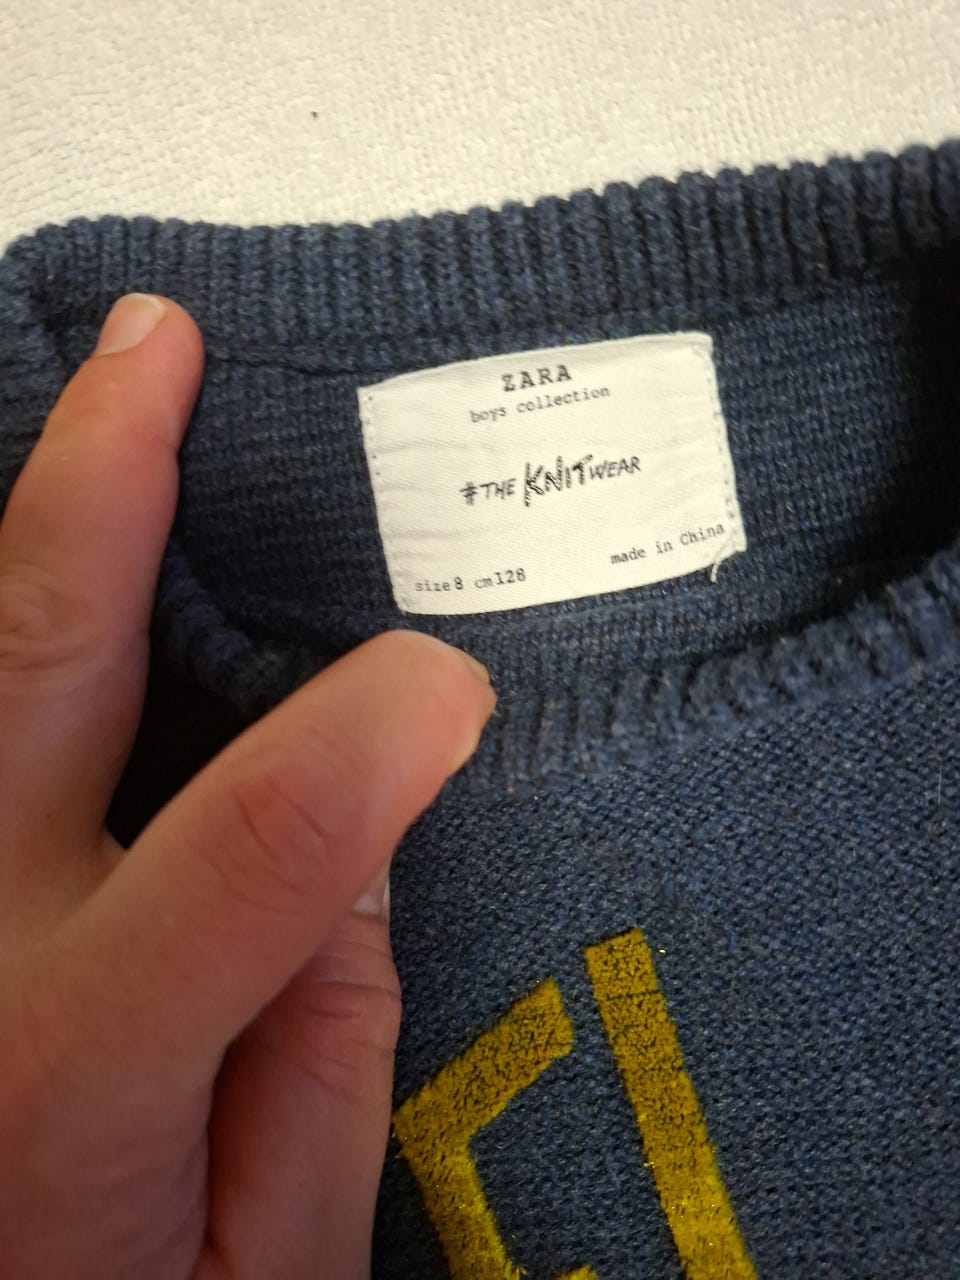 ZARA
boys collection
#THE KNITWEAR
size 8 cm 128 made in China